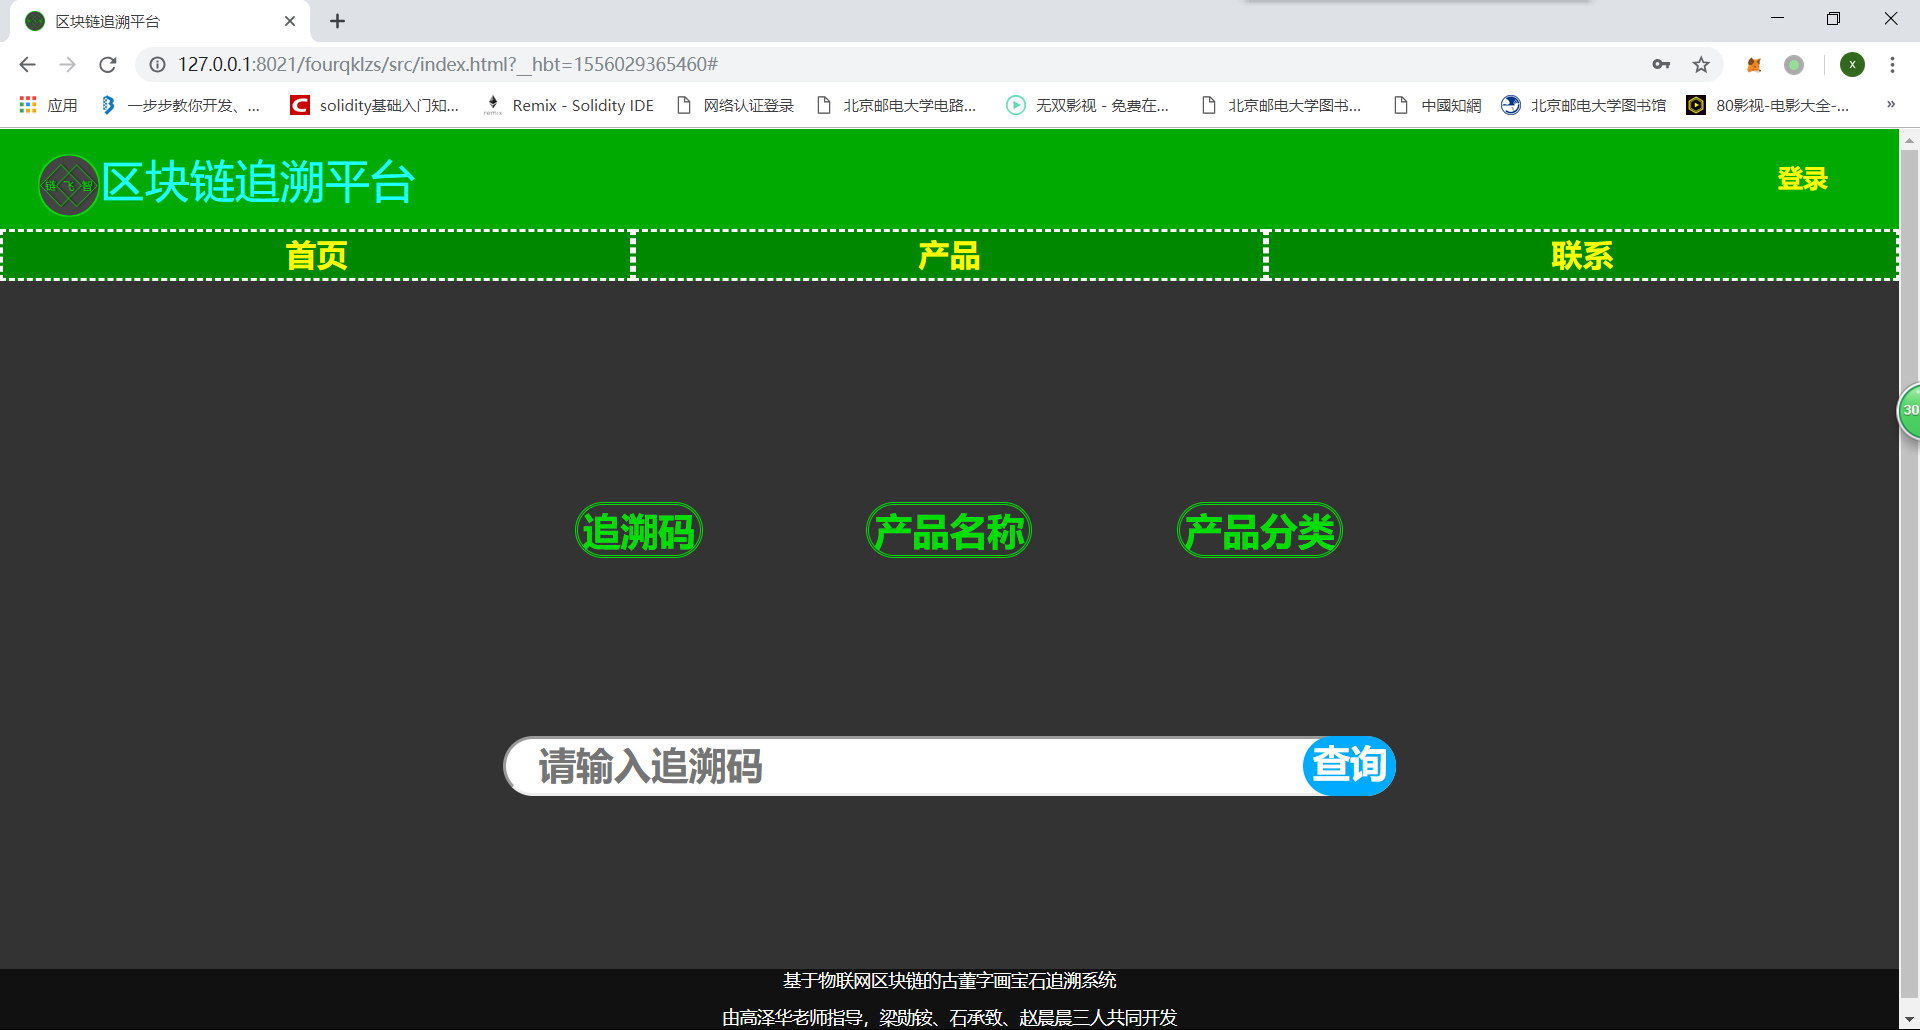 区块链追溯平台
127.0.0.1:8021/fourqklzs/src/index.html?__hbt=1556029365460#
X
应用 一步步教你开发、... solidity基础入门知... Remix - Solidity IDE 网络认证登录 北京邮电大学电路... 无双影视 - 免费在... 北京邮电大学图书... 中國知網 北京邮电大学图书馆 80影视-电影大全-... »
链飞智 区块链追溯平台 登录
首页 产品 联系
30
追溯码 产品名称 产品分类
请输入追溯码 查询
基于物联网区块链的古董字画宝石追溯系统
由高泽华老师指导，梁勋铵、石承致、赵晨晨三人共同开发